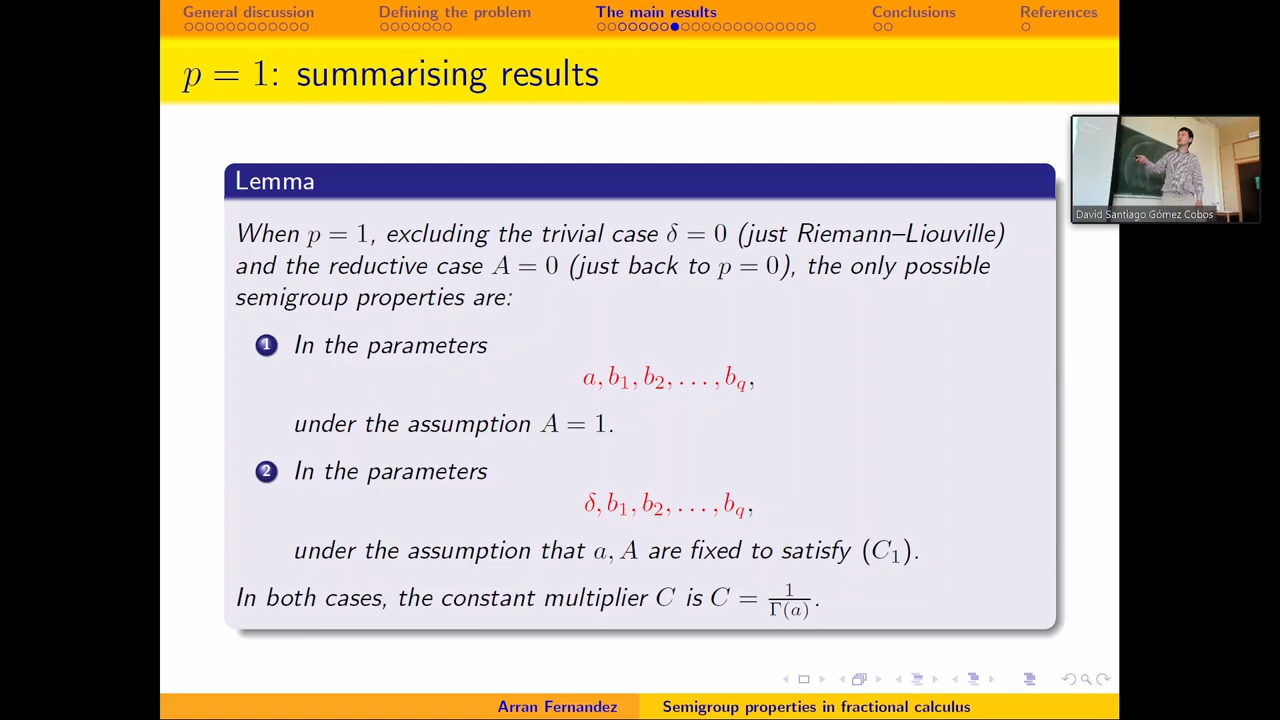 General discussion Defining the problem The main results Conclusions References
p = 1: summarising results
Lemma
When p = 1, excluding the trivial case δ = 0 (just Riemann–Liouville)
and the reductive case A = 0 (just back to p = 0), the only possible
semigroup properties are:
1 In the parameters
a, b₁, b₂, . . . , b_q,
under the assumption A = 1.
2 In the parameters
δ, b₁, b₂, . . . , b_q,
under the assumption that a, A are fixed to satisfy (C₁).
In both cases, the constant multiplier C is C = 1/Γ(a).
David Santiago Gómez Cobos
Arran Fernandez Semigroup properties in fractional calculus